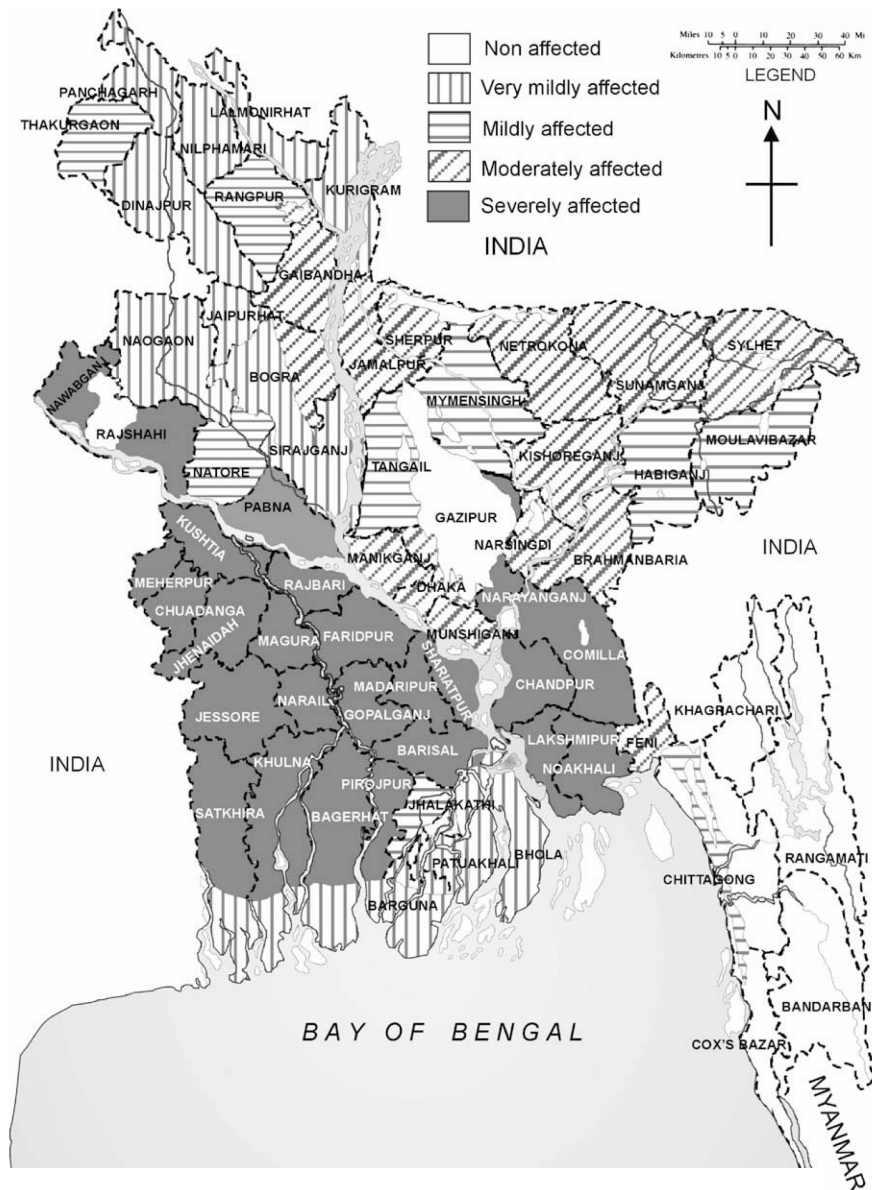 Non affected
Very mildly affected
Mildly affected
Moderately affected
Severely affected
Miles 10 5 0 10 20 30 40 Mi
Kilometres 10 5 0 10 20 30 40 50 60 Km
LEGEND
N
INDIA
PANCHAGARH
THAKURGAON
LALMONIRHAT
NILPHAMARI
DINAJPUR
RANGPUR
KURIGRAM
GAIBANDHA
JAIPURHAT
NAOGAON
BOGRA
JAMALPUR
SHERPUR
NETROKONA
SUNAMGANJ
SYLHET
NAWABGANJ
RAJSHAHI
NATORE
SIRAJGANJ
TANGAIL
MYMENSINGH
KISHOREGANJ
HABIGANJ
MOULAVIBAZAR
PABNA
GAZIPUR
NARSINGDI
BRAHMANBARIA
INDIA
KUSHTIA
MANIKGANJ
DHAKA
NARAYANGANJ
MEHERPUR
RAJBARI
CHUADANGA
JHENAIDAH
MAGURA
FARIDPUR
MUNSHIGANJ
SHARIATPUR
COMILLA
CHANDPUR
MADARIPUR
NARAIL
GOPALGANJ
JESSORE
BARISAL
LAKSHMIPUR
NOAKHALI
FENI
KHAGRACHARI
INDIA
KHULNA
PIROJPUR
SATKHIRA
BAGERHAT
JHALAKATHI
PATUAKHALI
BHOLA
BARGUNA
CHITTAGONG
RANGAMATI
BANDARBAN
COX'S BAZAR
BAY OF BENGAL
MYANMAR